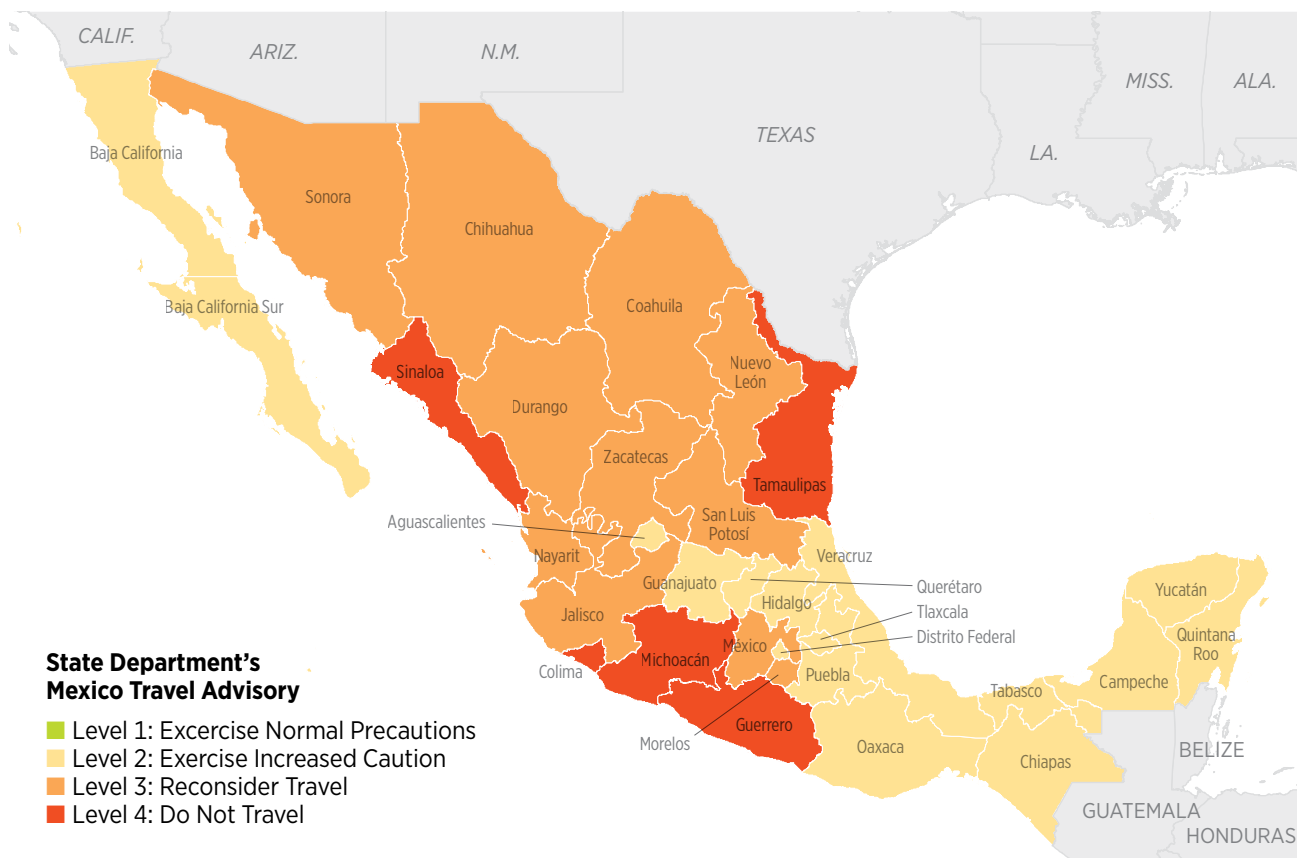 CALIF.
ARIZ.
N.M.
MISS.
ALA.
TEXAS
LA.
Baja California
Sonora
Chihuahua
Baja California Sur
Coahuila
Sinaloa
Nuevo
León
Durango
Zacatecas
Tamaulipas
Aguascalientes
San Luis
Potosí
Nayarit
Veracruz
Guanajuato
Querétaro
Hidalgo
Yucatán
Jalisco
Tlaxcala
México
Distrito Federal
Quintana
Roo
Michoacán
Colima
Puebla
Campeche
Tabasco
Guerrero
Morelos
Oaxaca
Chiapas
BELIZE
GUATEMALA
HONDURAS
State Department's
Mexico Travel Advisory
Level 1: Excercise Normal Precautions
Level 2: Exercise Increased Caution
Level 3: Reconsider Travel
Level 4: Do Not Travel